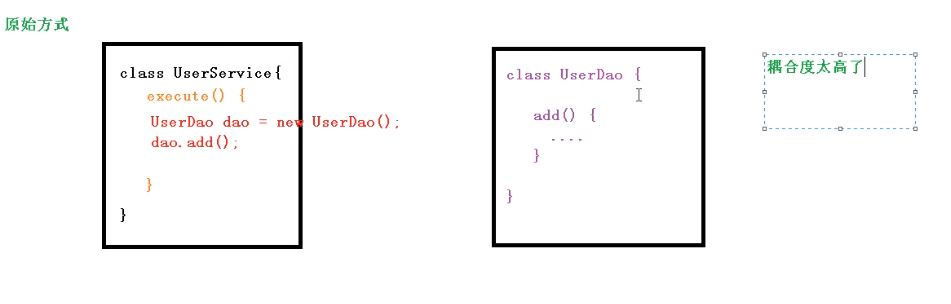 原始方式
class UserService{
execute() {
UserDao dao = new UserDao();
dao.add();
}
}
class UserDao {
add() {
....
}
}
耦合度太高了